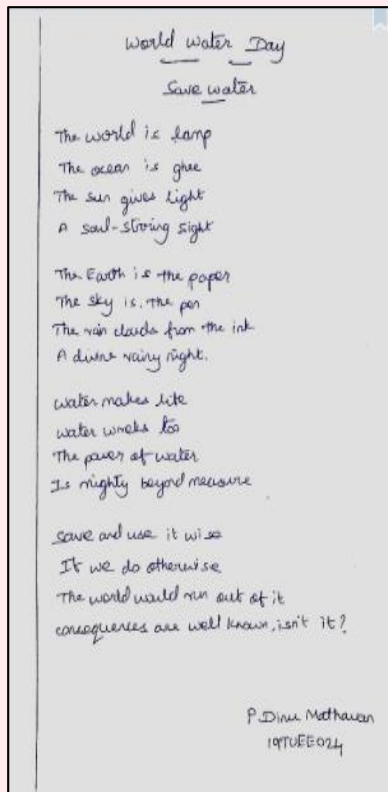 World Water Day
Save Water
The world is lamp
The ocean is ghee
The sun gives light
A soul-stiring sight
The Earth is the paper
The sky is the pen
The rain clouds from the ink
A divine rainy night.
water makes life
water wreks too
The power of water
Is mighty beyond measure
Save and use it wise
If we do otherwise
The world would run out of it
consequences are well known, isn't it?
P. Dinu Mathavan
19TUEE024